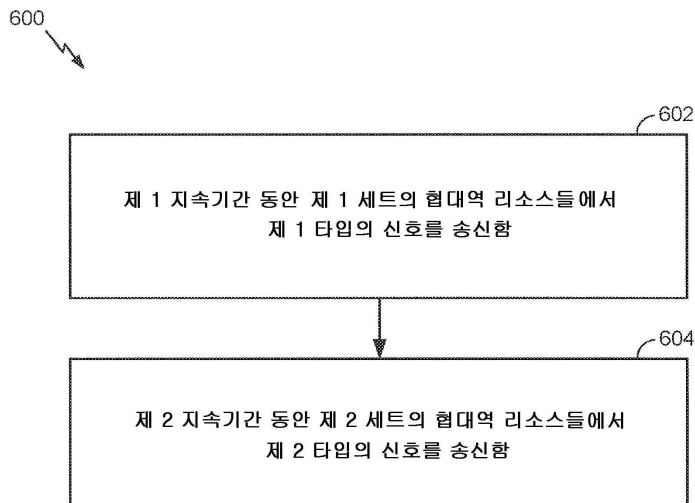 600
602
제 1 지속기간 동안 제 1 세트의 협대역 리소스들에서
제 1 타입의 신호를 송신함
604
제 2 지속기간 동안 제 2 세트의 협대역 리소스들에서
제 2 타입의 신호를 송신함